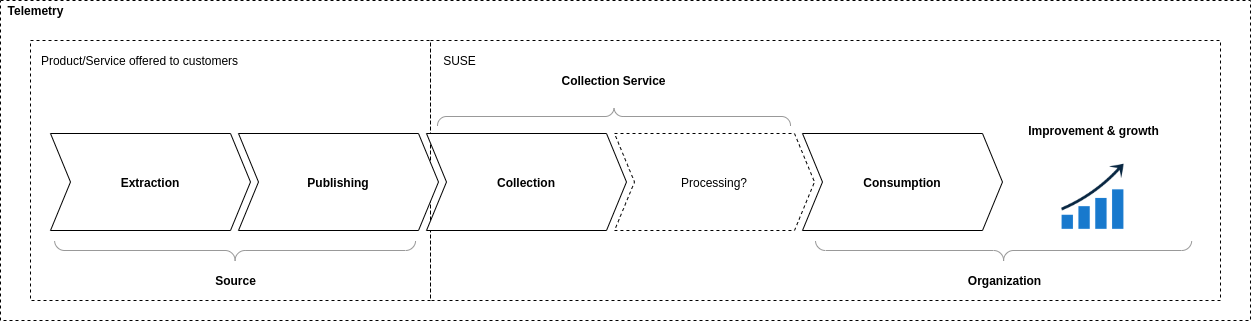 Telemetry
Product/Service offered to customers
SUSE
Collection Service
Improvement & growth
Extraction
Publishing
Collection
Processing?
Consumption
Source
Organization